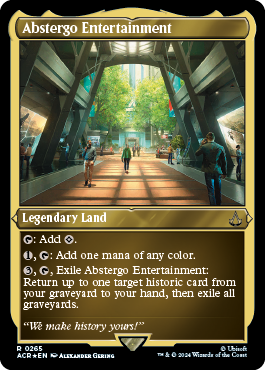 Abstergo Entertainment
Legendary Land
: Add .
, : Add one mana of any color.
, , Exile Abstergo Entertainment:
Return up to one target historic card from
your graveyard to your hand, then exile all
graveyards.
“We make history yours!”
R 0265
ACR★EN ALEXANDER GERING
© Ubisoft
™ & © 2024 Wizards of the Coast